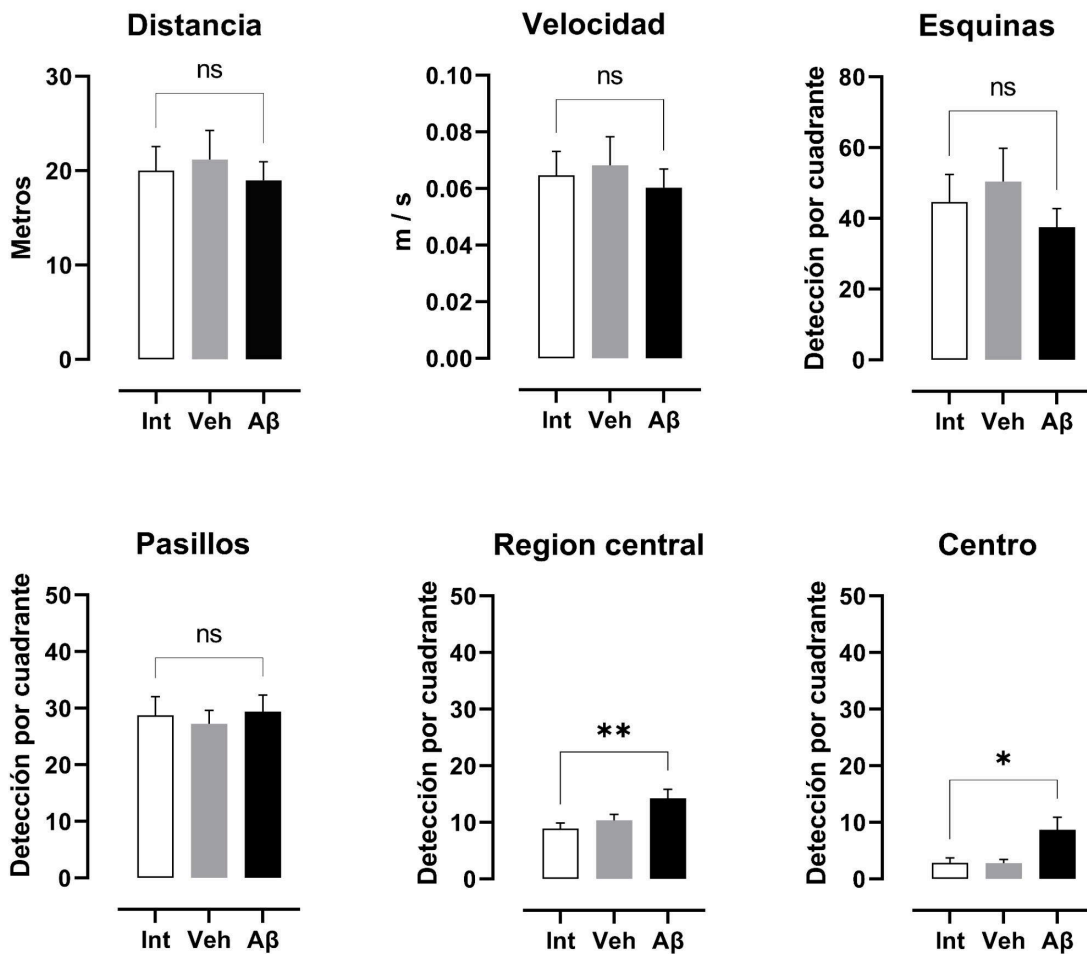 Distancia
Metros
30
20
10
0
ns
Int Veh Aβ
Velocidad
m / s
0.10
0.08
0.06
0.04
0.02
0.00
ns
Int Veh Aβ
Esquinas
Detección por cuadrante
80
60
40
20
0
ns
Int Veh Aβ
Pasillos
Detección por cuadrante
50
40
30
20
10
0
ns
Int Veh Aβ
Region central
Detección por cuadrante
50
40
30
20
10
0
**
Int Veh Aβ
Centro
Detección por cuadrante
50
40
30
20
10
0
*
Int Veh Aβ